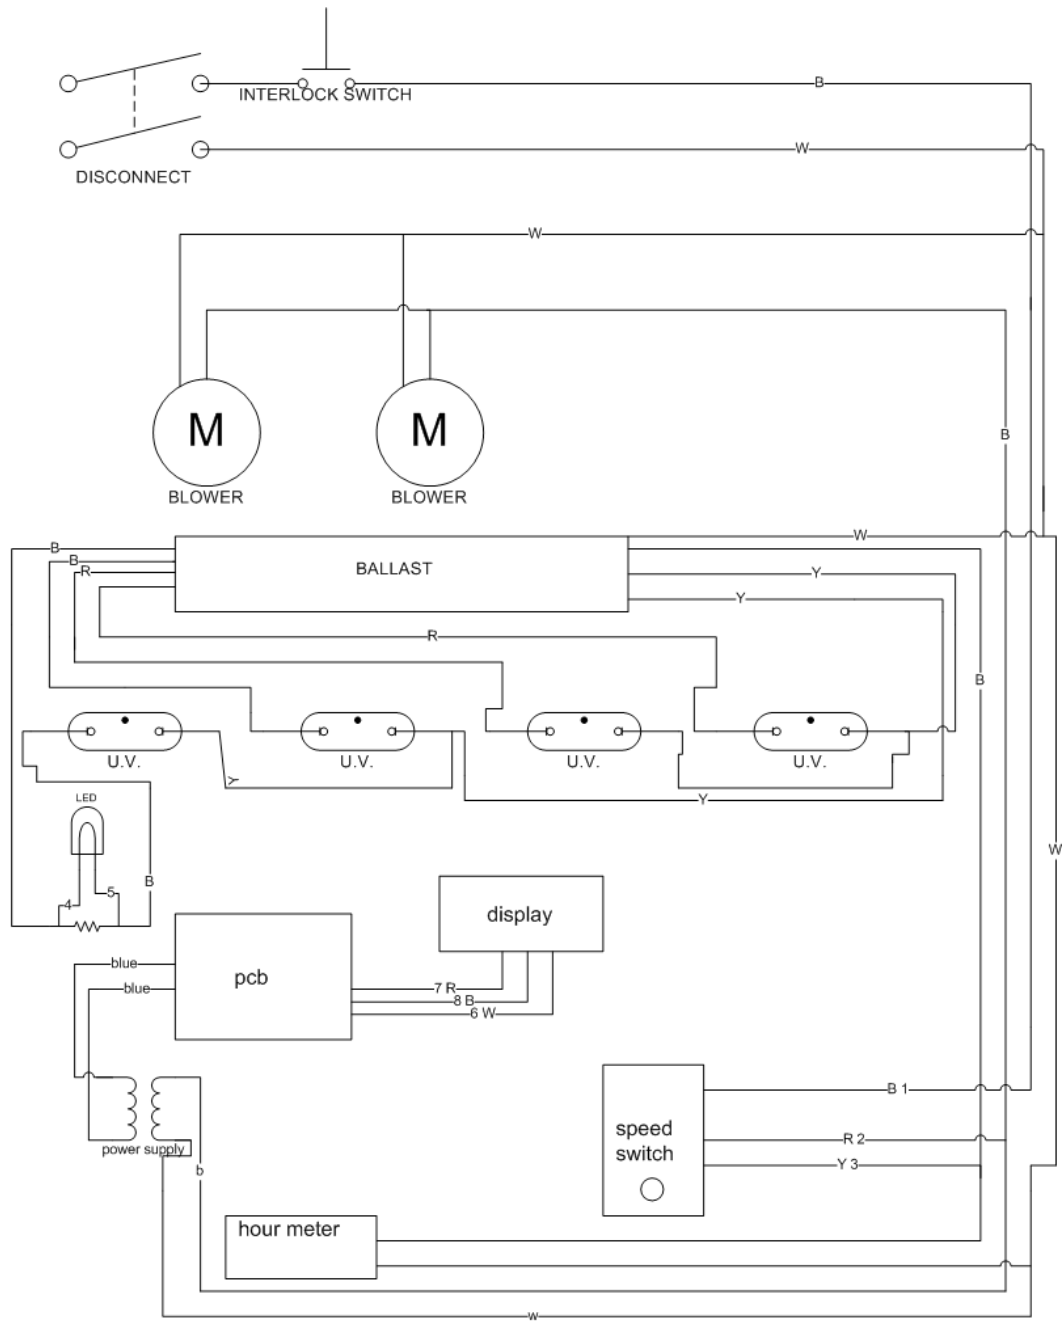 B
INTERLOCK SWITCH
W
DISCONNECT
W
M
M
B
BLOWER
BLOWER
W
B
B
R
BALLAST
Y
Y
R
B
U.V.
U.V.
U.V.
U.V.
Y
LED
Y
W
B
4
5
display
blue
pcb
blue
7 R
8 B
6 W
B 1
speed
switch
R 2
Y 3
power supply
b
hour meter
w